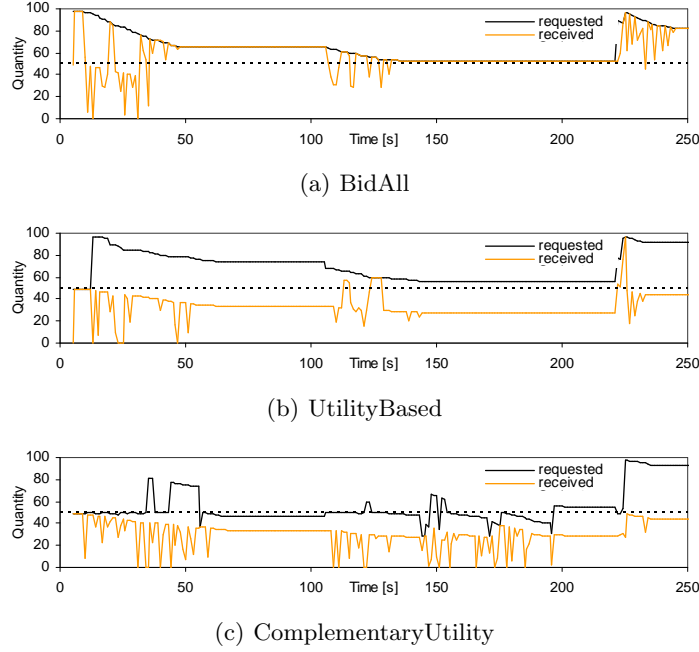 100
80
60
40
20
0
Quantity
requested
received
0 50 100 Time [s] 150 200 250
(a) BidAll
100
80
60
40
20
0
Quantity
requested
received
0 50 100 Time [s] 150 200 250
(b) UtilityBased
100
80
60
40
20
0
Quantity
requested
received
0 50 100 Time [s] 150 200 250
(c) ComplementaryUtility